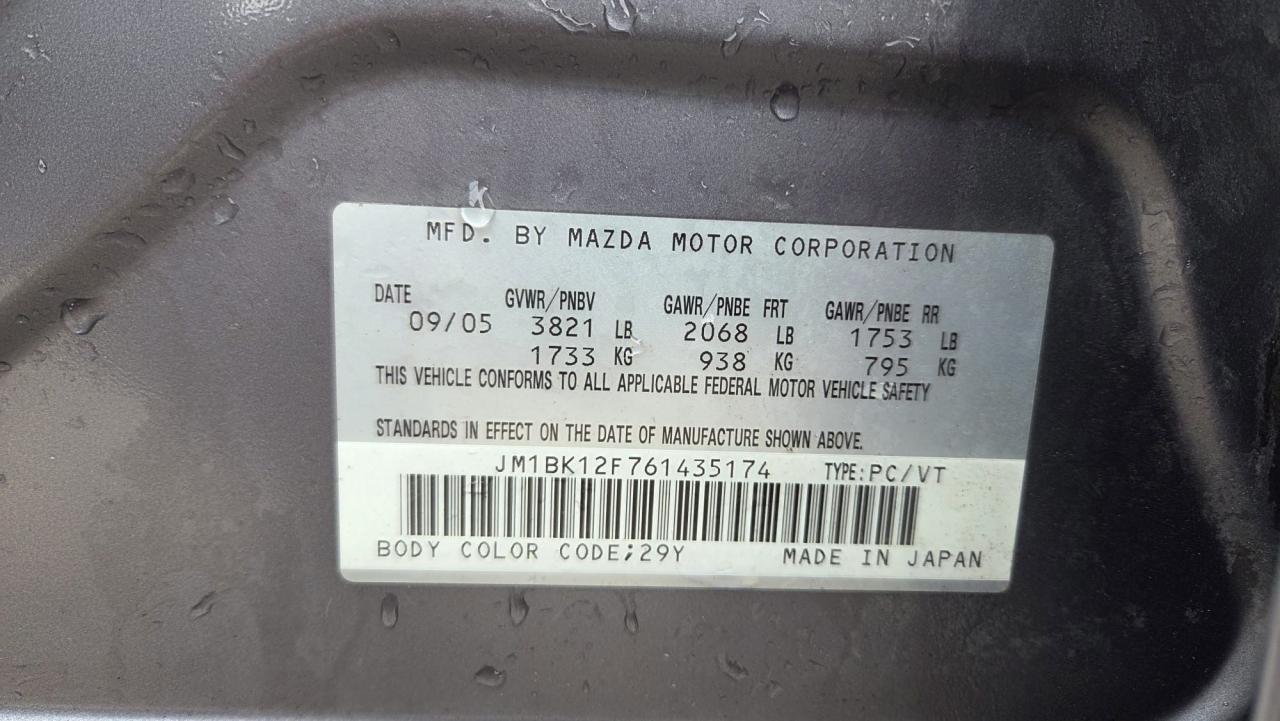 MFD. BY MAZDA MOTOR CORPORATION
DATE GVWR/PNBV GAWR/PNBE FRT GAWR/PNBE RR
09/05 3821 LB 2068 LB 1753 LB
1733 KG 938 KG 795 KG
THIS VEHICLE CONFORMS TO ALL APPLICABLE FEDERAL MOTOR VEHICLE SAFETY
STANDARDS IN EFFECT ON THE DATE OF MANUFACTURE SHOWN ABOVE.
JM1BK12F761435174 TYPE:PC/VT
BODY COLOR CODE;29Y MADE IN JAPAN